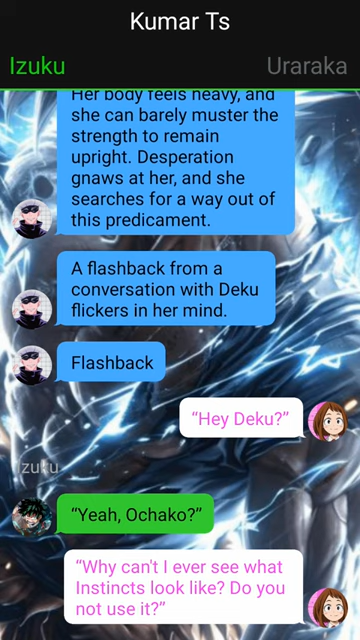 Kumar Ts
Izuku
Uraraka
Her body feels heavy, and
she can barely muster the
strength to remain
upright. Desperation
gnaws at her, and she
searches for a way out of
this predicament.
A flashback from a
conversation with Deku
flickers in her mind.
Flashback
“Hey Deku?”
Izuku
“Yeah, Ochako?”
“Why can't I ever see what
Instincts look like? Do you
not use it?”